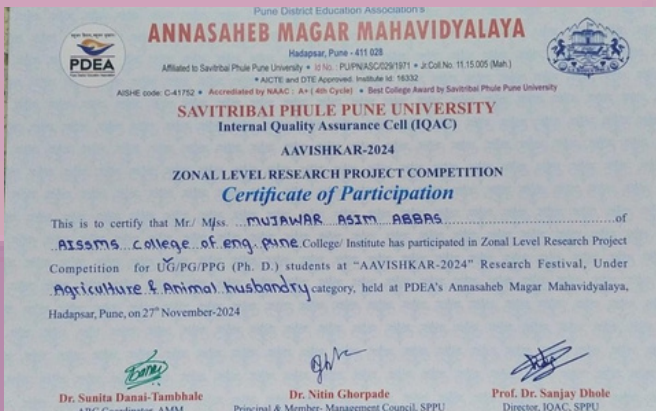 Pune District Education Association's
ANNASAHEB MAGAR MAHAVIDYALAYA
Hadapsar, Pune - 411 028
Affiliated to Savitribai Phule Pune University • Id No. : PU/PN/ASC/029/1971 • Jr.Coll.No. 11.15.005 (Mah.)
• AICTE and DTE Approved. Institute Id: 16332
AISHE code: C-41752 • Accrediated by NAAC : A+ ( 4th Cycle) • Best College Award by Savitribai Phule Pune University
PDEA
SAVITRIBAI PHULE PUNE UNIVERSITY
Internal Quality Assurance Cell (IQAC)
AAVISHKAR-2024
ZONAL LEVEL RESEARCH PROJECT COMPETITION
Certificate of Participation
This is to certify that Mr./ Miss. MUJAWAR ASIM ABBAS of
AISSMS college of eng. pune College/ Institute has participated in Zonal Level Research Project
Competition for UG/PG/PPG (Ph. D.) students at "AAVISHKAR-2024" Research Festival, Under
Agriculture & Animal husbandry category, held at PDEA's Annasaheb Magar Mahavidyalaya,
Hadapsar, Pune, on 27th November-2024
Dr. Sunita Danai-Tambhale
Dr. Nitin Ghorpade
Prof. Dr. Sanjay Dhole
ARC Coordinator, AMM
Principal & Member- Management Council, SPPU
Director, IQAC, SPPU